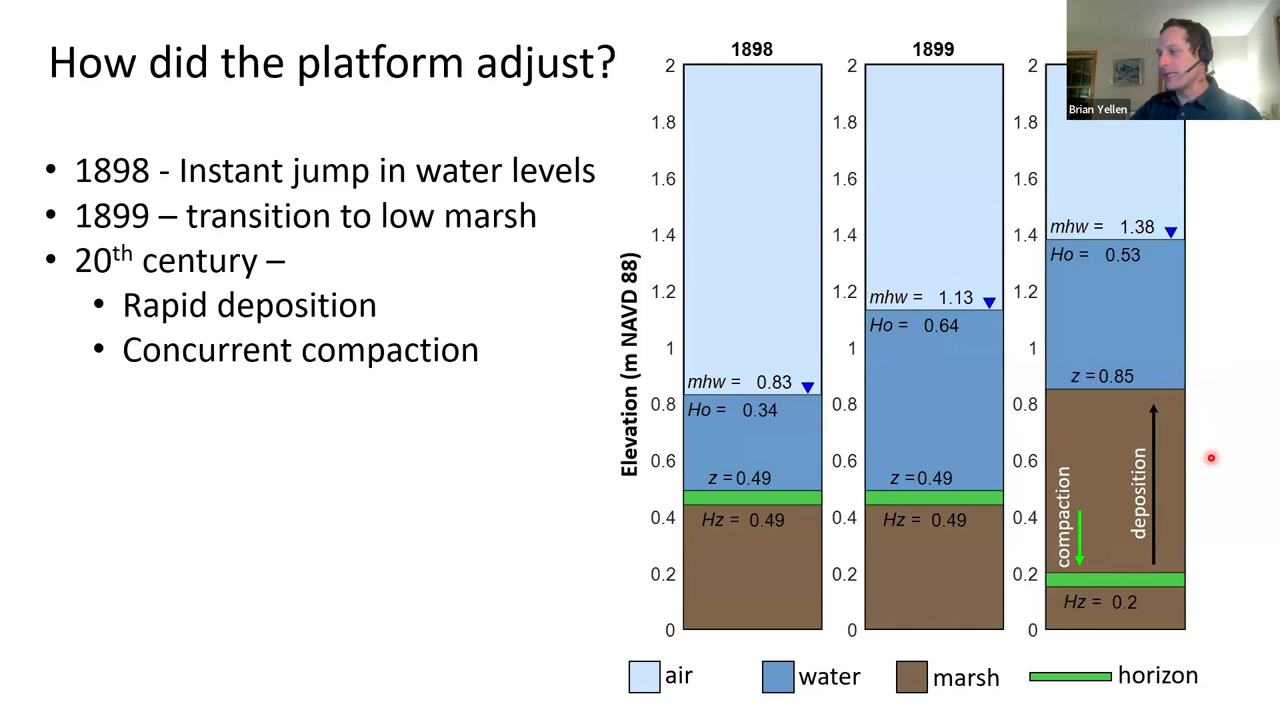 How did the platform adjust?
• 1898 - Instant jump in water levels
• 1899 – transition to low marsh
• 20th century –
• Rapid deposition
• Concurrent compaction
Elevation (m NAVD 88)
1898
2
1.8
1.6
1.4
1.2
1
0.8
0.6
0.4
0.2
0
mhw = 0.83
Ho = 0.34
z = 0.49
Hz = 0.49
1899
2
1.8
1.6
1.4
1.2
1
0.8
0.6
0.4
0.2
0
mhw = 1.13
Ho = 0.64
z = 0.49
Hz = 0.49
2
1.8
1.6
1.4
1.2
1
0.8
0.6
0.4
0.2
0
mhw = 1.38
Ho = 0.53
z = 0.85
compaction
deposition
Hz = 0.2
Brian Yellen
air
water
marsh
horizon